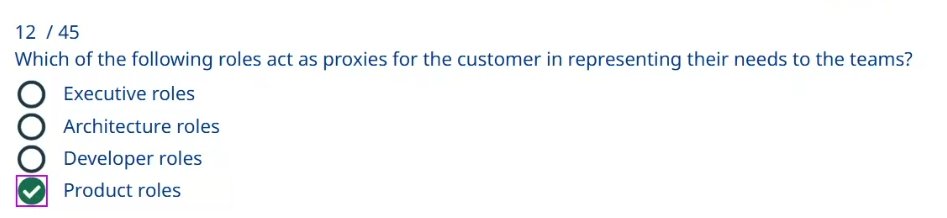 12 / 45
Which of the following roles act as proxies for the customer in representing their needs to the teams?
Executive roles
Architecture roles
Developer roles
Product roles